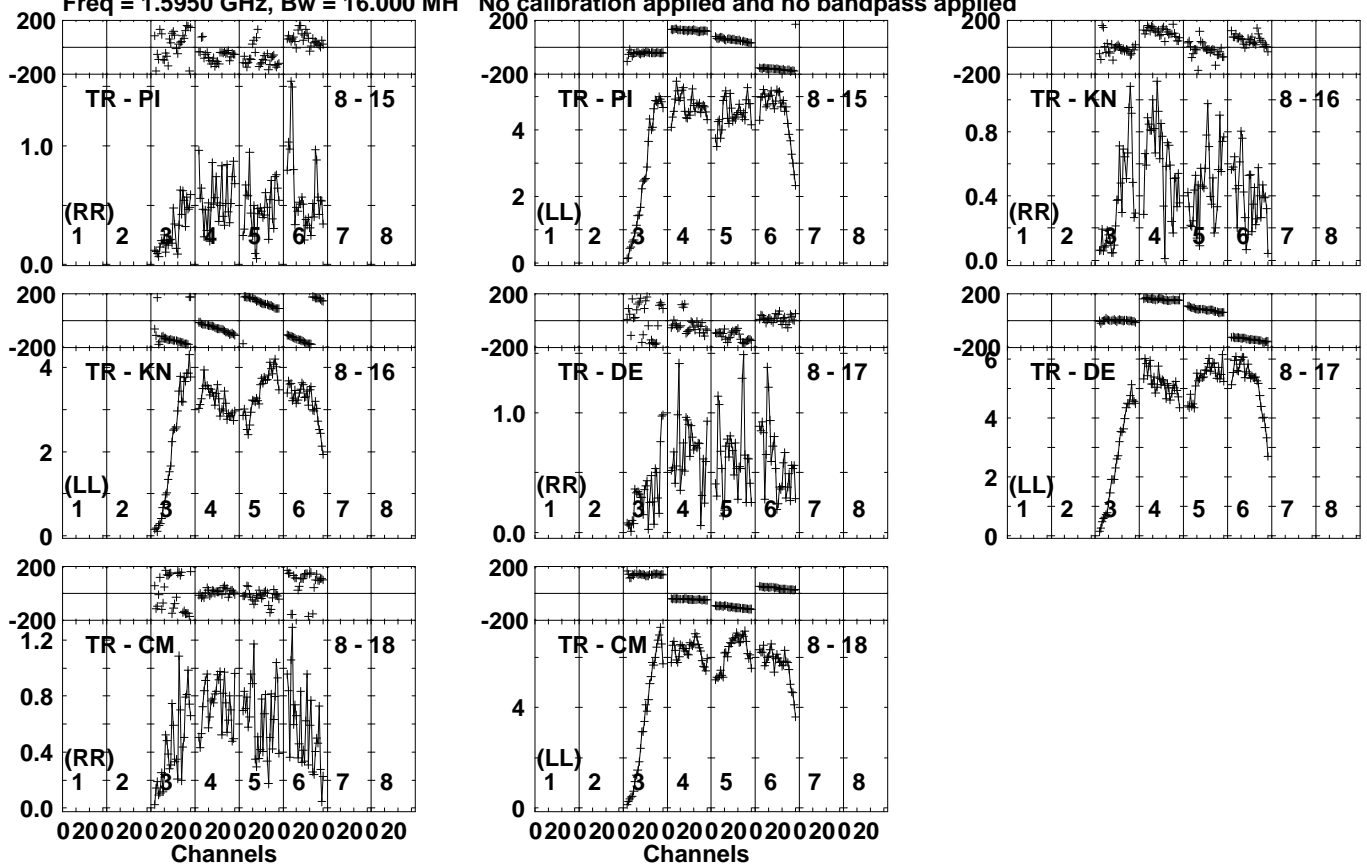 Freq = 1.5950 GHz, Bw = 16.000 MH No calibration applied and no bandpass applied
200 200 200
-200 -200 -200
TR - PI 8 - 15 TR - PI 8 - 15 TR - KN 8 - 16
1.0 4 0.8
2 0.4
(RR) (LL) (RR)
1 2 3 4 5 6 7 8 1 2 3 4 5 6 7 8 1 2 3 4 5 6 7 8
0.0 0 0.0
200 200 200
-200 -200 -200
4 6
TR - KN 8 - 16 TR - DE 8 - 17 TR - DE 8 - 17
1.0 4
2 2
(LL) (RR) (LL)
1 2 3 4 5 6 7 8 1 2 3 4 5 6 7 8 1 2 3 4 5 6 7 8
0 0.0 0
200 200
-200 -200
1.2
TR - CM 8 - 18 TR - CM 8 - 18
0.8 4
0.4
(RR) (LL)
1 2 3 4 5 6 7 8 1 2 3 4 5 6 7 8
0.0 0
0 20 0 20 0 20 0 20 0 20 0 20 0 20 0 20 0 20 0 20 0 20 0 20 0 20 0 20 0 20 0 20
Channels Channels